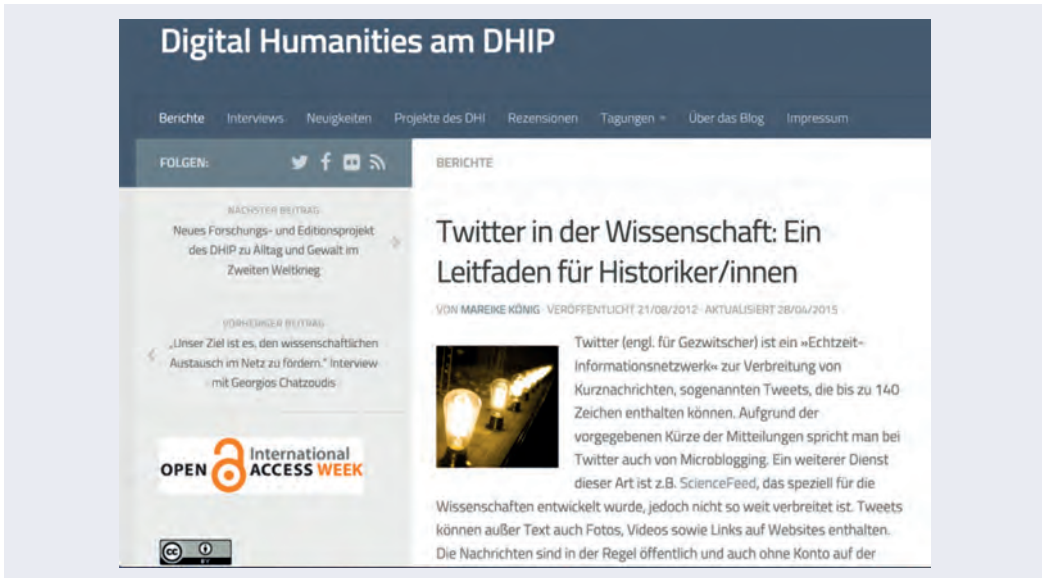 Digital Humanities am DHIP
Berichte Interviews Neuigkeiten Projekte des DHI Rezensionen Tagungen Über das Blog Impressum
FOLGEN:
NÄCHSTER BEITRAG
Neues Forschungs- und Editionsprojekt
des DHIP zu Alltag und Gewalt im
Zweiten Weltkrieg
VORHERIGER BEITRAG
„Unser Ziel ist es, den wissenschaftlichen
Austausch im Netz zu fördern.“ Interview
mit Georgios Chatzoudis
OPEN International
ACCESS WEEK
cc BY
BERICHTE
Twitter in der Wissenschaft: Ein
Leitfaden für Historiker/innen
VON MAREIKE KÖNIG · VERÖFFENTLICHT 21/08/2012 · AKTUALISIERT 28/04/2015
Twitter (engl. für Gezwitscher) ist ein »Echtzeit-
Informationsnetzwerk« zur Verbreitung von
Kurznachrichten, sogenannten Tweets, die bis zu 140
Zeichen enthalten können. Aufgrund der
vorgegebenen Kürze der Mitteilungen spricht man bei
Twitter auch von Microblogging. Ein weiterer Dienst
dieser Art ist z.B. ScienceFeed, das speziell für die
Wissenschaften entwickelt wurde, jedoch nicht so weit verbreitet ist. Tweets
können außer Text auch Fotos, Videos sowie Links auf Websites enthalten.
Die Nachrichten sind in der Regel öffentlich und auch ohne Konto auf der